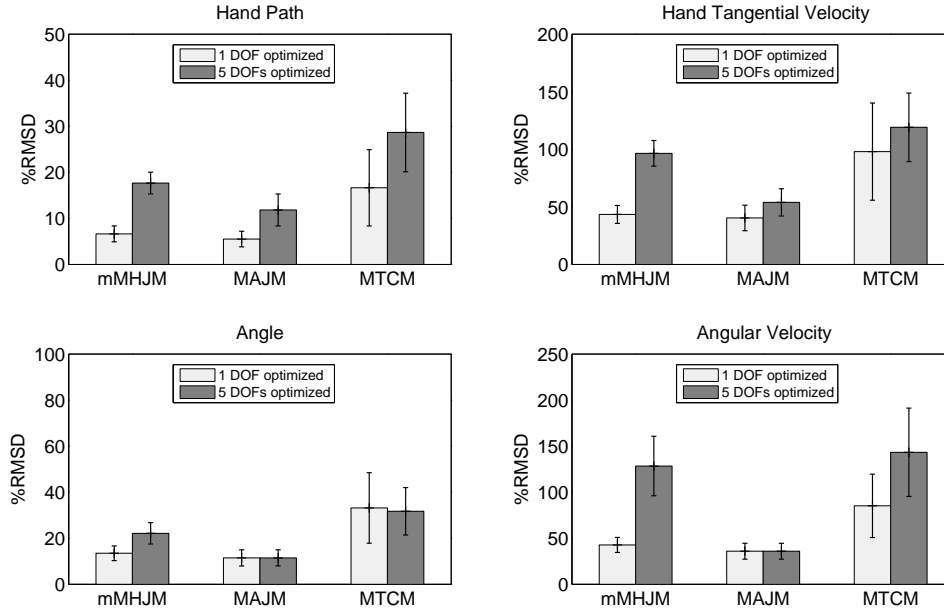 Hand Path
50
40
30
20
10
0
%RMSD
1 DOF optimized
5 DOFs optimized
mMHJM MAJM MTCM
Hand Tangential Velocity
200
150
100
50
0
%RMSD
1 DOF optimized
5 DOFs optimized
mMHJM MAJM MTCM
Angle
100
80
60
40
20
0
%RMSD
1 DOF optimized
5 DOFs optimized
mMHJM MAJM MTCM
Angular Velocity
250
200
150
100
50
0
%RMSD
1 DOF optimized
5 DOFs optimized
mMHJM MAJM MTCM